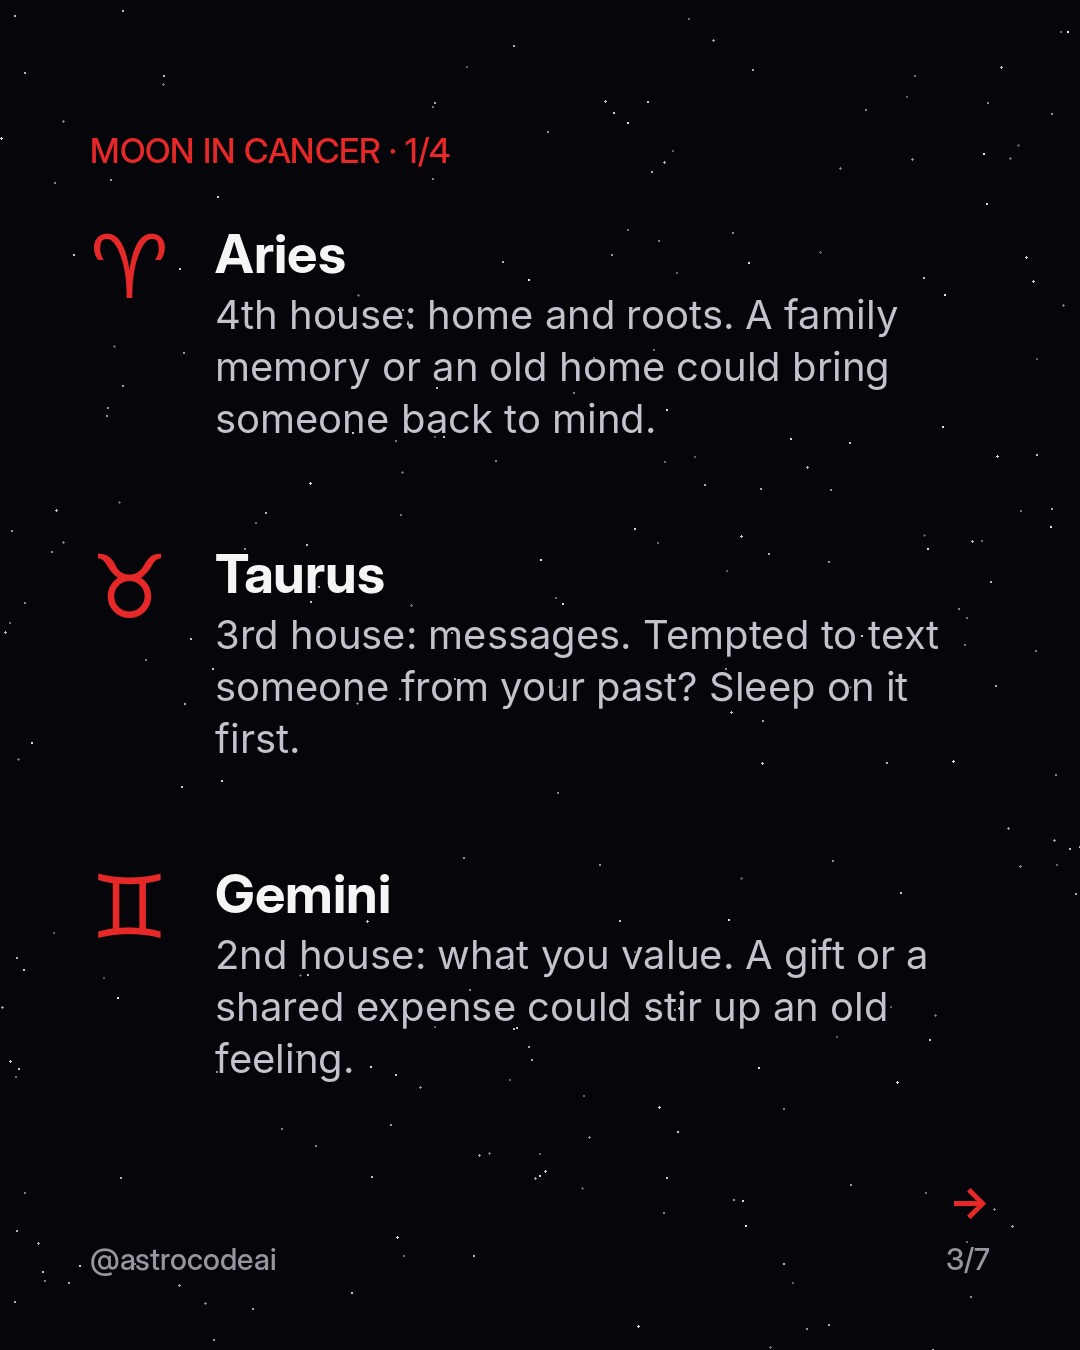 MOON IN CANCER · 1/4
♈ Aries
4th house: home and roots. A family
memory or an old home could bring
someone back to mind.
♉ Taurus
3rd house: messages. Tempted to text
someone from your past? Sleep on it
first.
♊ Gemini
2nd house: what you value. A gift or a
shared expense could stir up an old
feeling.
→
@astrocodeai
3/7